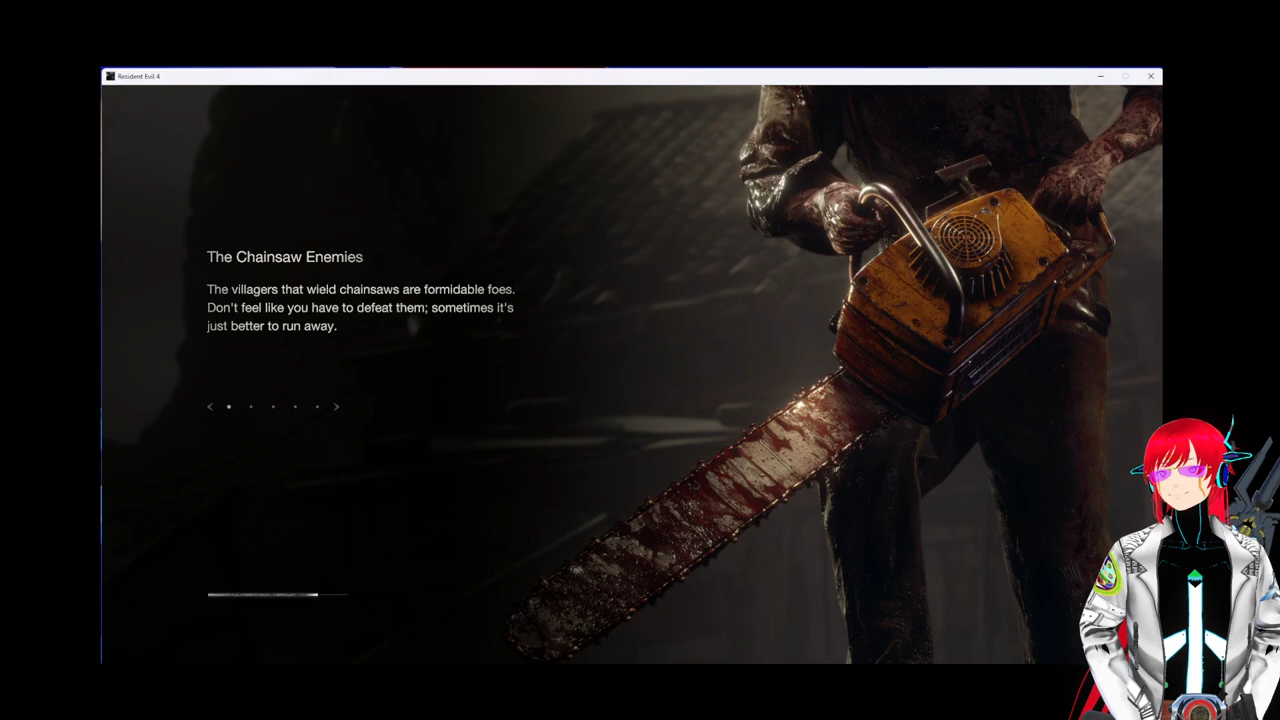 Resident Evil 4
The Chainsaw Enemies
The villagers that wield chainsaws are formidable foes.
Don't feel like you have to defeat them; sometimes it's
just better to run away.